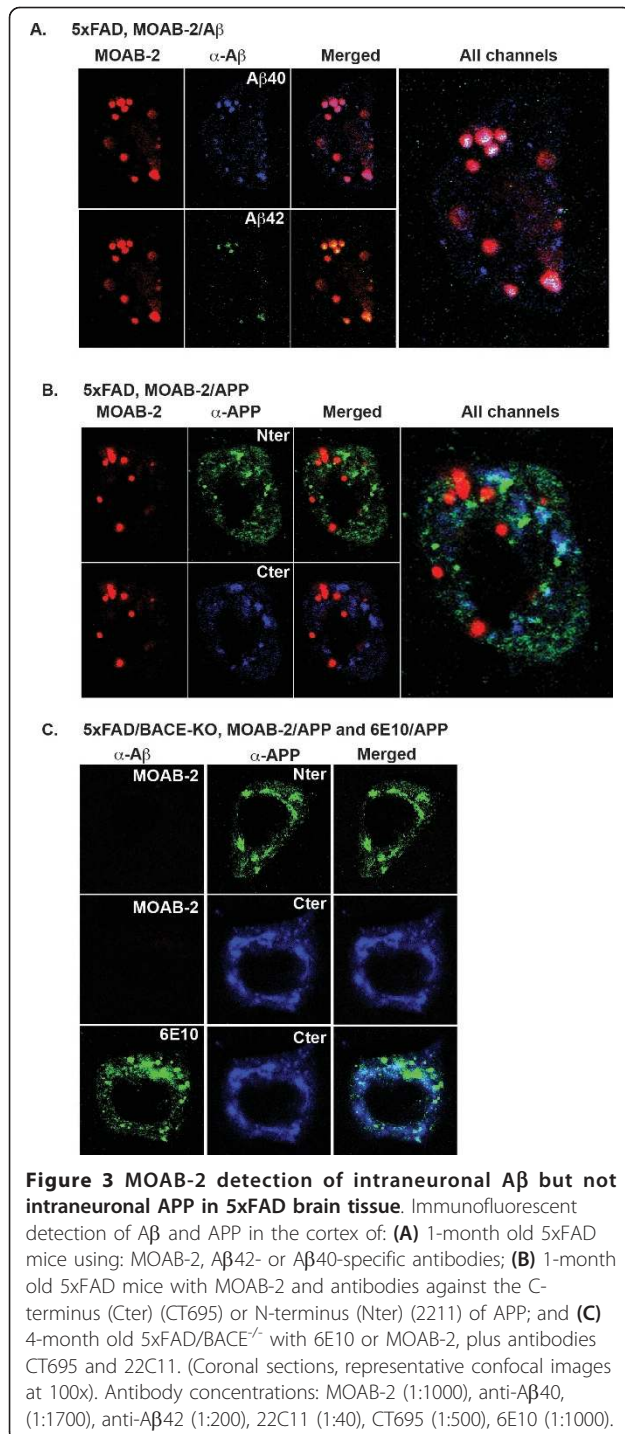 A. 5xFAD, MOAB-2/Aβ
MOAB-2 α-Aβ Merged All channels
Aβ40
Aβ42
B. 5xFAD, MOAB-2/APP
MOAB-2 α-APP Merged All channels
Nter
Cter
C. 5xFAD/BACE-KO, MOAB-2/APP and 6E10/APP
α-Aβ α-APP Merged
MOAB-2 Nter
MOAB-2 Cter
6E10 Cter
Figure 3 MOAB-2 detection of intraneuronal Aβ but not
intraneuronal APP in 5xFAD brain tissue. Immunofluorescent
detection of Aβ and APP in the cortex of: (A) 1-month old 5xFAD
mice using: MOAB-2, Aβ42- or Aβ40-specific antibodies; (B) 1-month
old 5xFAD mice with MOAB-2 and antibodies against the C-
terminus (Cter) (CT695) or N-terminus (Nter) (2211) of APP; and (C)
4-month old 5xFAD/BACE-/- with 6E10 or MOAB-2, plus antibodies
CT695 and 22C11. (Coronal sections, representative confocal images
at 100x). Antibody concentrations: MOAB-2 (1:1000), anti-Aβ40,
(1:1700), anti-Aβ42 (1:200), 22C11 (1:40), CT695 (1:500), 6E10 (1:1000).